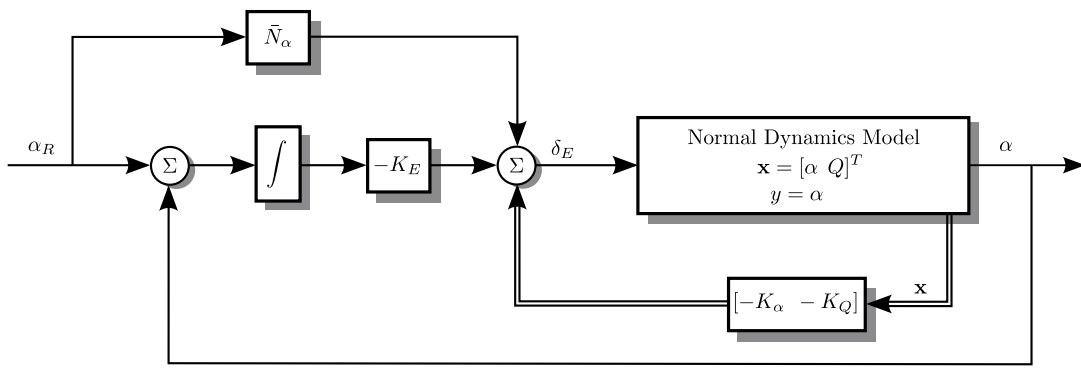 N̄_α
α_R
Σ
∫
−K_E
Σ
δ_E
Normal Dynamics Model
x = [α Q]^T
y = α
α
x
[−K_α −K_Q]